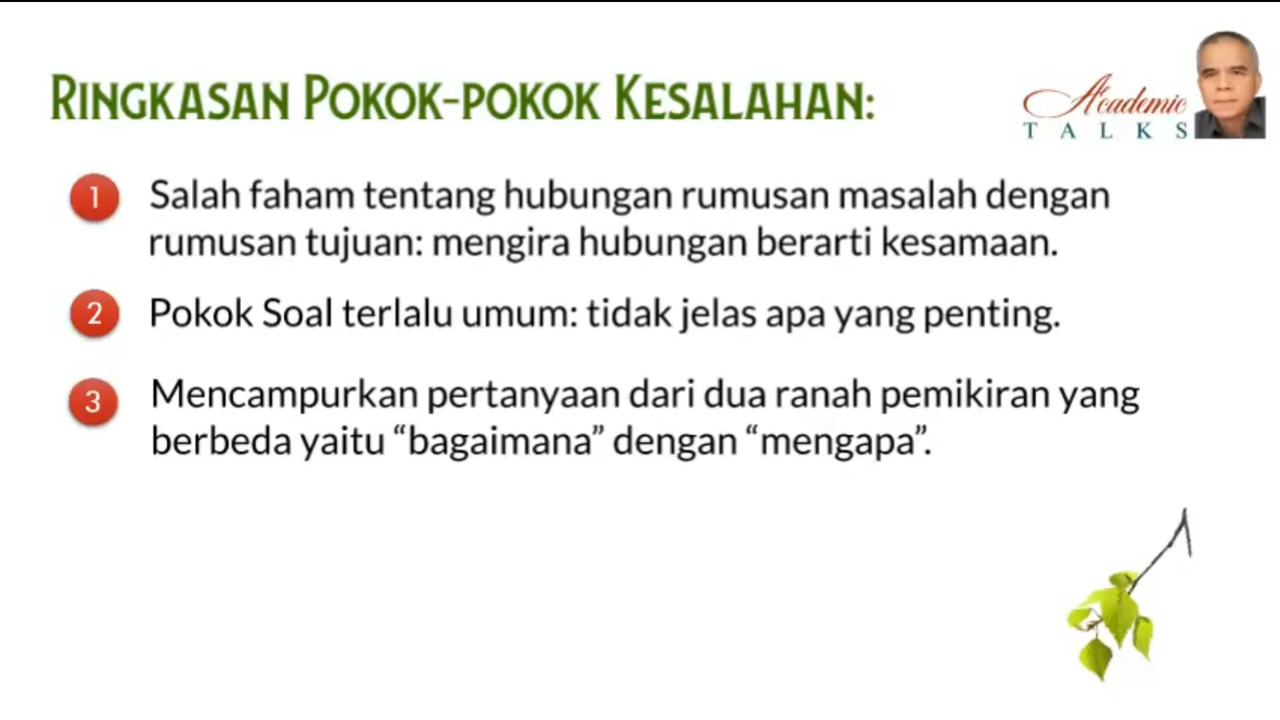 Ringkasan Pokok-pokok Kesalahan:
Academic
TALKS
1
Salah faham tentang hubungan rumusan masalah dengan
rumusan tujuan: mengira hubungan berarti kesamaan.
2
Pokok Soal terlalu umum: tidak jelas apa yang penting.
3
Mencampurkan pertanyaan dari dua ranah pemikiran yang
berbeda yaitu “bagaimana” dengan “mengapa”.